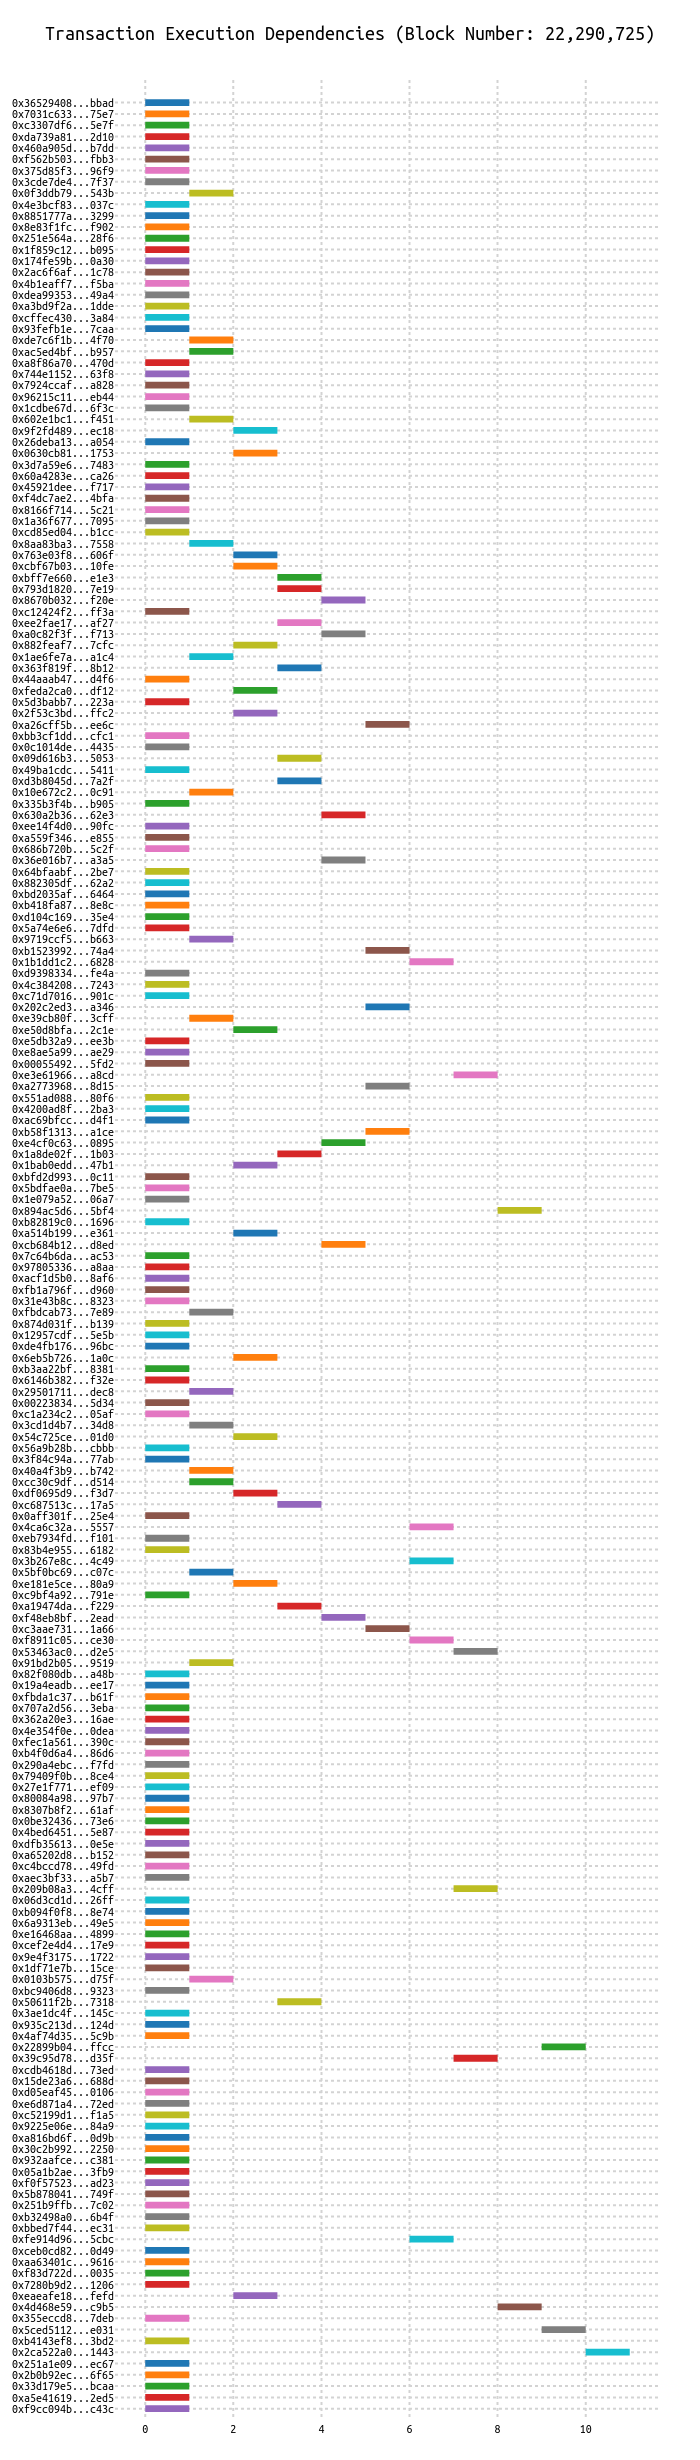 Transaction Execution Dependencies (Block Number: 22,290,725)
0x36529408...bbad
0x7031c633...75e7
0xc3307df6...5e7f
0xda739a81...2d10
0x460a905d...b7dd
0xf562b503...fbb3
0x375d85f3...96f9
0x3cde7de4...7f37
0x0f3ddb79...543b
0x4e3bcf83...037c
0x8851777a...3299
0x8e83f1fc...f902
0x251e564a...28f6
0x1f859c12...b095
0x174fe59b...0a30
0x2ac6f6af...1c78
0x4b1eaff7...f5ba
0xdea99353...49a4
0xa3bd9f2a...1dde
0xcffec430...3a84
0x93fefb1e...7caa
0xde7c6f1b...4f70
0xac5ed4bf...b957
0xa8f86a70...470d
0x744e1152...63f8
0x7924ccaf...a828
0x96215c11...eb44
0x1cdbe67d...6f3c
0x602e1bc1...f451
0x9f2fd489...ec18
0x26deba13...a054
0x0630cb81...1753
0x3d7a59e6...7483
0x60a4283e...ca26
0x45921dee...f717
0xf4dc7ae2...4bfa
0x8166f714...5c21
0x1a36f677...7095
0xcd85ed04...b1cc
0x8aa83ba3...7558
0x763e03f8...606f
0xcbf67b03...10fe
0xbff7e660...e1e3
0x793d1820...7e19
0x8670b032...f20e
0xc12424f2...ff3a
0xee2fae17...af27
0xa0c82f3f...f713
0x882feaf7...7cfc
0x1ae6fe7a...a1c4
0x363f819f...8b12
0x44aaab47...d4f6
0xfeda2ca0...df12
0x5d3babb7...223a
0x2f53c3bd...ffc2
0xa26cff5b...ee6c
0xbb3cf1dd...cfc1
0x0c1014de...4435
0x09d616b3...5053
0x49ba1cdc...5411
0xd3b8045d...7a2f
0x10e672c2...0c91
0x335b3f4b...b905
0x630a2b36...62e3
0xee14f4d0...90fc
0xa559f346...e855
0x686b720b...5c2f
0x36e016b7...a3a5
0x64bfaabf...2be7
0x882305df...62a2
0xbd2035af...6464
0xb418fa87...8e8c
0xd104c169...35e4
0x5a74e6e6...7dfd
0x9719ccf5...b663
0xb1523992...74a4
0x1b1dd1c2...6828
0xd9398334...fe4a
0x4c384208...7243
0xc71d7016...901c
0x202c2ed3...a346
0xe39cb80f...3cff
0xe50d8bfa...2c1e
0xe5db32a9...ee3b
0xe8ae5a99...ae29
0x00055492...5fd2
0xe3e61966...a8cd
0xa2773968...8d15
0x551ad088...80f6
0x4200ad8f...2ba3
0xac69bfcc...d4f1
0xb58f1313...a1ce
0xe4cf0c63...0895
0x1a8de02f...1b03
0x1bab0edd...47b1
0xbfd2d993...0c11
0x5bdfae0a...7be5
0x1e079a52...06a7
0x894ac5d6...5bf4
0xb82819c0...1696
0xa514b199...e361
0xcb684b12...d8ed
0x7c64b6da...ac53
0x97805336...a8aa
0xacf1d5b0...8af6
0xfb1a796f...d960
0x31e43b8c...8323
0xfbdcab73...7e89
0x874d031f...b139
0x12957cdf...5e5b
0xde4fb176...96bc
0x6eb5b726...1a0c
0xb3aa22bf...8381
0x6146b382...f32e
0x29501711...dec8
0x00223834...5d34
0xc1a234c2...05af
0x3cd1d4b7...34d8
0x54c725ce...01d0
0x56a9b28b...cbbb
0x3f84c94a...77ab
0x40a4f3b9...b742
0xcc30c9df...d514
0xdf0695d9...f3d7
0xc687513c...17a5
0x0aff301f...25e4
0x4ca6c32a...5557
0xeb7934fd...f101
0x83b4e955...6182
0x3b267e8c...4c49
0x5bf0bc69...c07c
0xe181e5ce...80a9
0xc9bf4a92...791e
0xa19474da...f229
0xf48eb8bf...2ead
0xc3aae731...1a66
0xf8911c05...ce30
0x53463ac0...d2e5
0x91bd2b05...9519
0x82f080db...a48b
0x19a4eadb...ee17
0xfbda1c37...b61f
0x707a2d56...3eba
0x362a20e3...16ae
0x4e354f0e...0dea
0xfec1a561...390c
0xb4f0d6a4...86d6
0x290a4ebc...f7fd
0x79409f0b...8ce4
0x27e1f771...ef09
0x80084a98...97b7
0x8307b8f2...61af
0x0be32436...73e6
0x4bed6451...5e87
0xdfb35613...0e5e
0xa65202d8...b152
0xc4bccd78...49fd
0xaec3bf33...a5b7
0x209b08a3...4cff
0x06d3cd1d...26ff
0xb094f0f8...8e74
0x6a9313eb...49e5
0xe16468aa...4899
0xcef2e4d4...17e9
0x9e4f3175...1722
0x1df71e7b...15ce
0x0103b575...d75f
0xbc9406d8...9323
0x50611f2b...7318
0x3ae1dc4f...145c
0x935c213d...124d
0x4af74d35...5c9b
0x22899b04...ffcc
0x39c95d78...d35f
0xcdb4618d...73ed
0x15de23a6...688d
0xd05eaf45...0106
0xe6d871a4...72ed
0xc52199d1...f1a5
0x9225e06e...84a9
0xa816bd6f...0d9b
0x30c2b992...2250
0x932aafce...c381
0x05a1b2ae...3fb9
0xf0f57523...ad23
0x5b878041...749f
0x251b9ffb...7c02
0xb32498a0...6b4f
0xbbed7f44...ec31
0xfe914d96...5cbc
0xceb0cd82...0d49
0xaa63401c...9616
0xf83d722d...0035
0x7280b9d2...1206
0xeaeafe18...fefd
0x4d468e59...c9b5
0x355eccd8...7deb
0x5ced5112...e031
0xb4143ef8...3bd2
0x2ca522a0...1443
0x251a1e09...ec67
0x2b0b92ec...6f65
0x33d179e5...bcaa
0xa5e41619...2ed5
0xf9cc094b...c43c
0 2 4 6 8 10